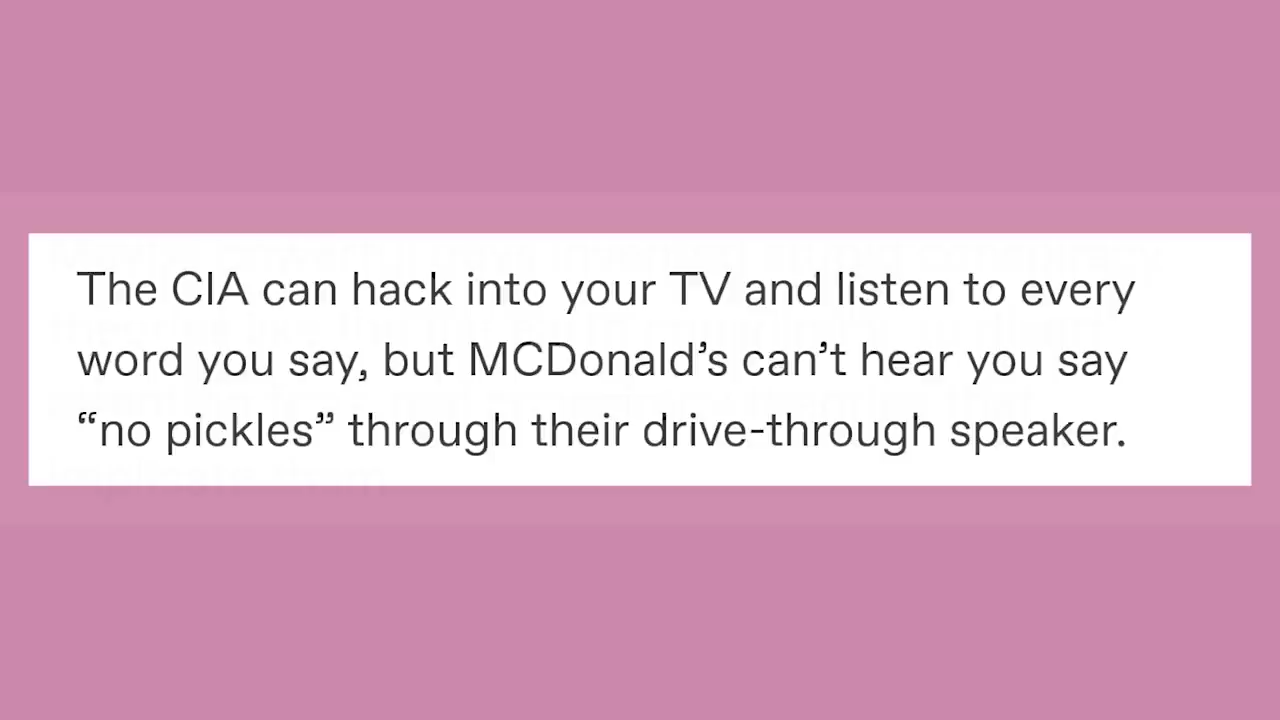 The CIA can hack into your TV and listen to every
word you say, but MCDonald’s can’t hear you say
“no pickles” through their drive-through speaker.